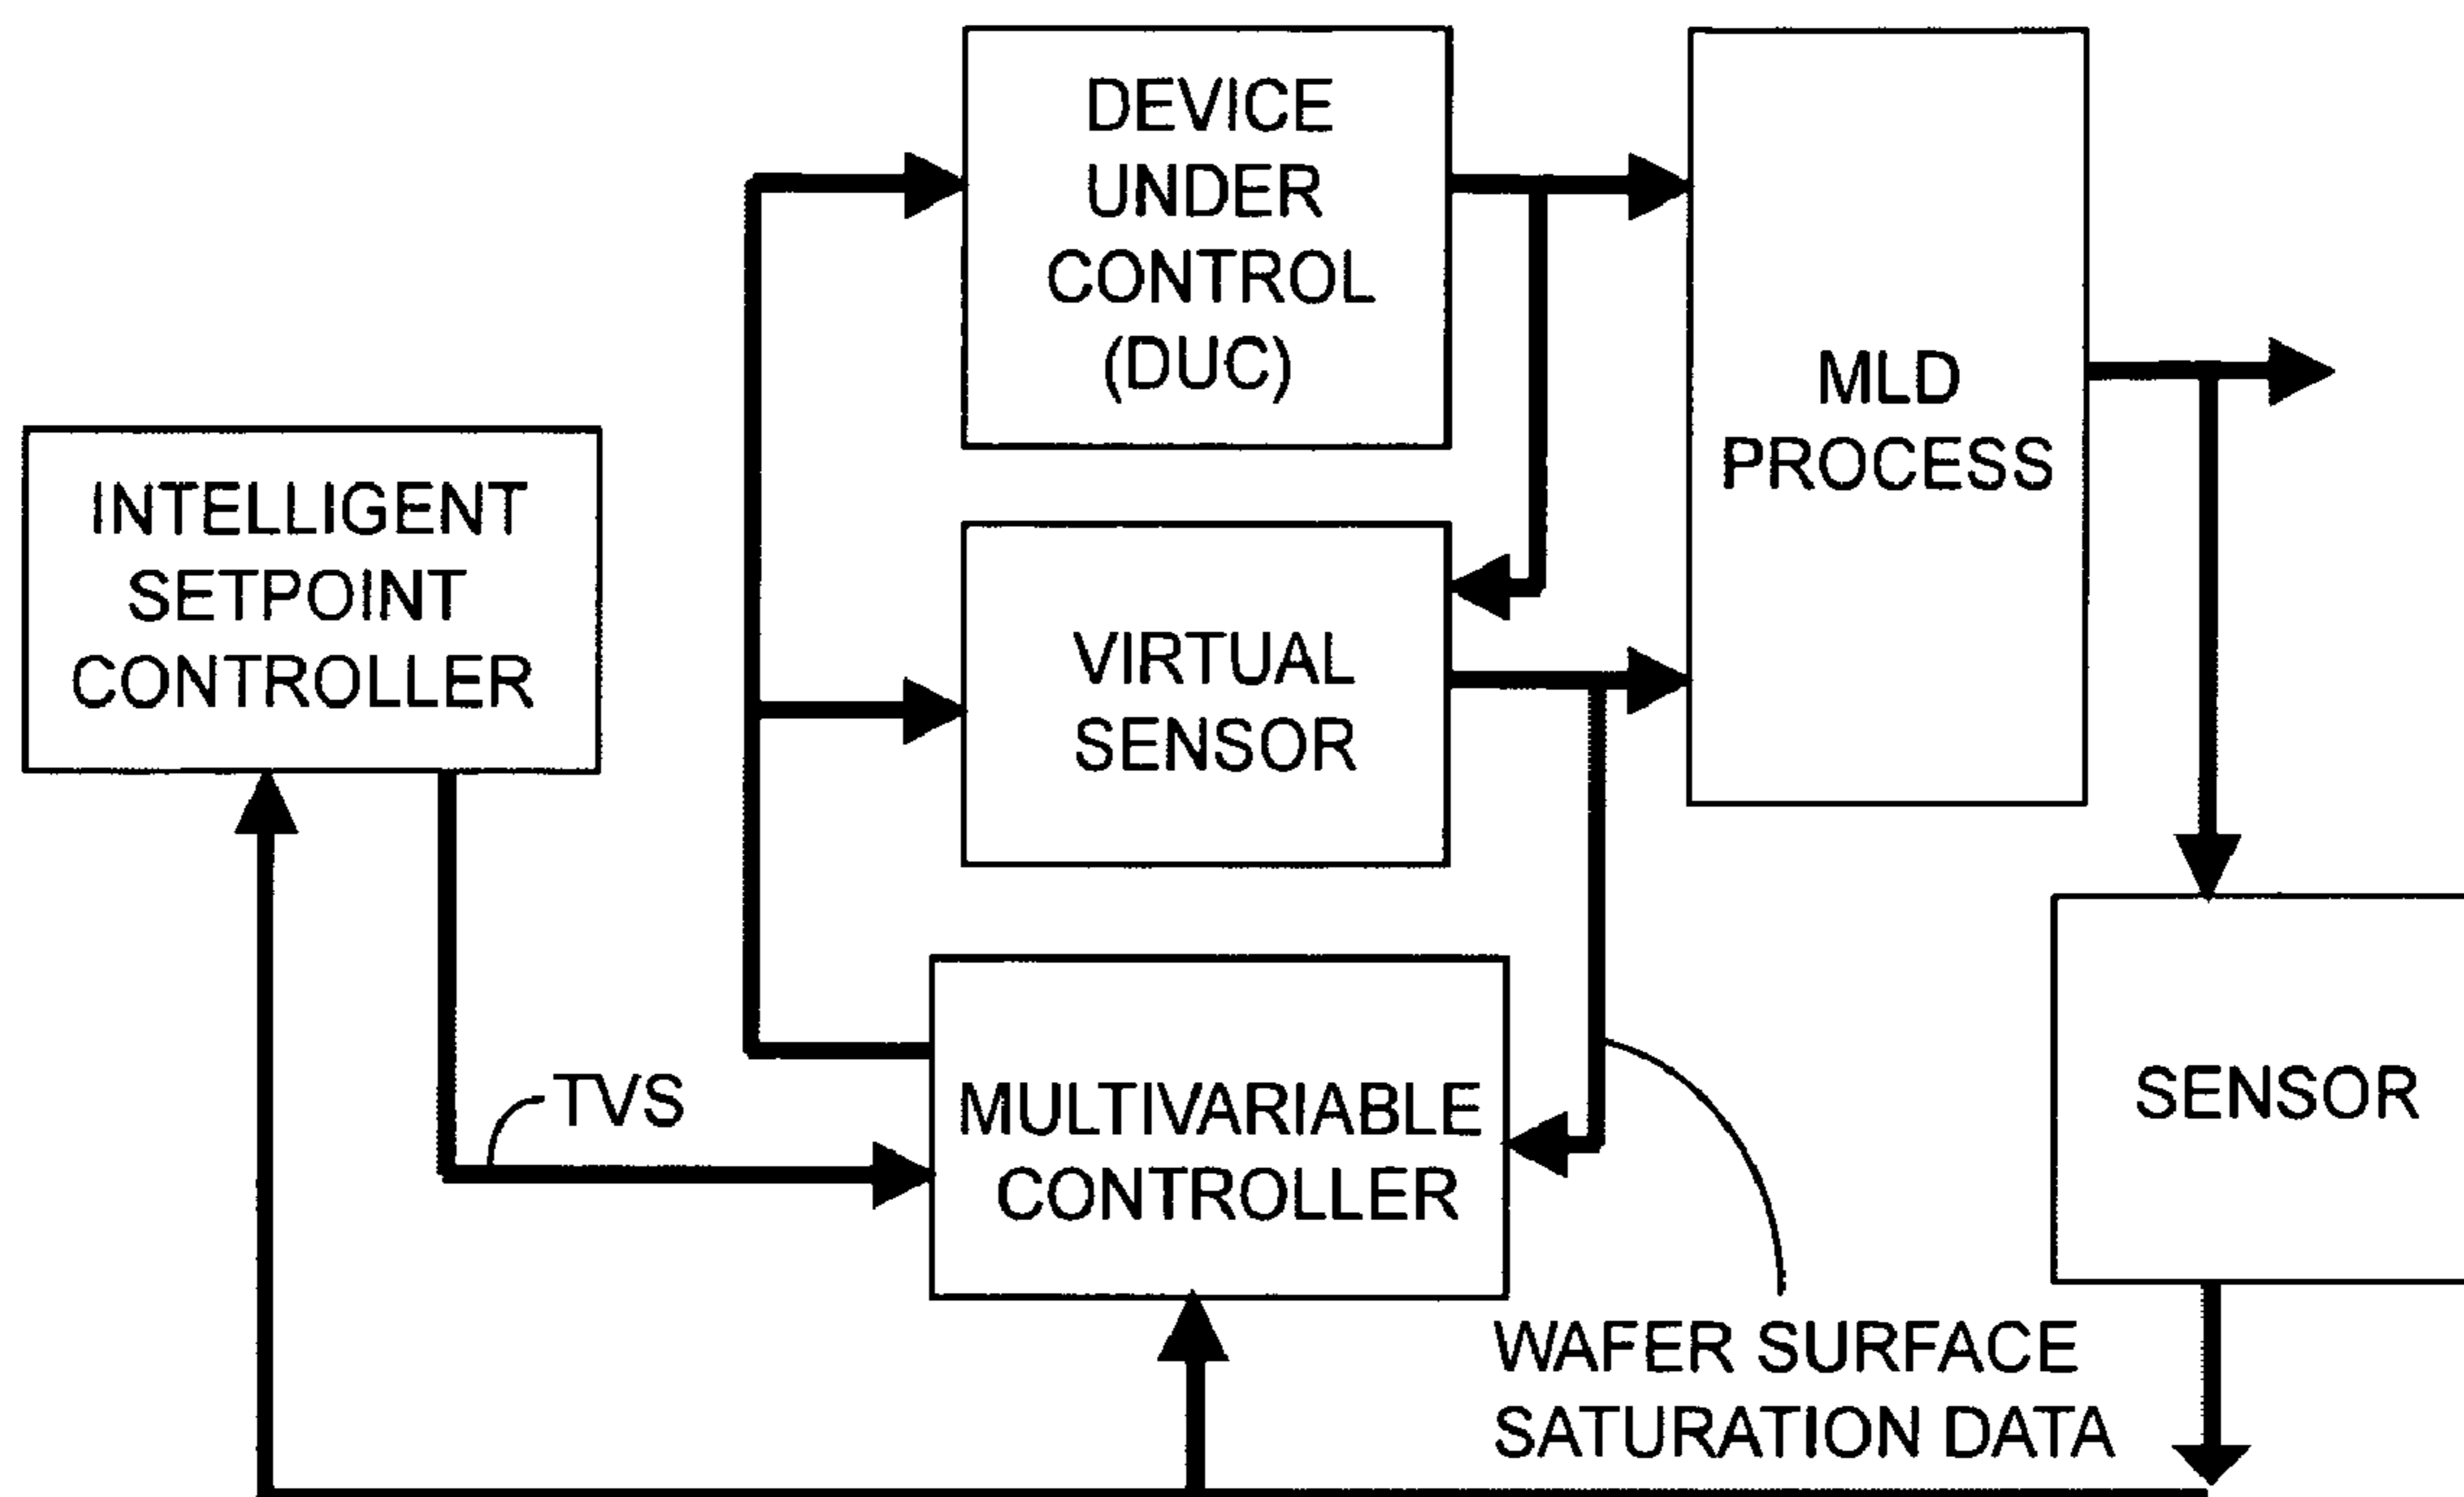 DEVICE
UNDER
CONTROL
(DUC)
MLD
PROCESS
INTELLIGENT
SETPOINT
CONTROLLER
VIRTUAL
SENSOR
TVS
MULTIVARIABLE
CONTROLLER
SENSOR
WAFER SURFACE
SATURATION DATA